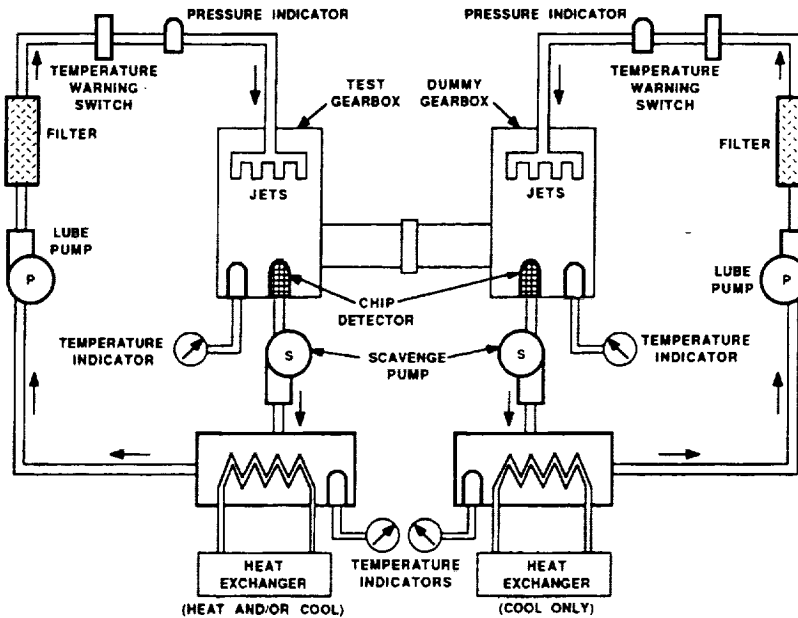 PRESSURE INDICATOR
PRESSURE INDICATOR
TEMPERATURE
WARNING
SWITCH
TEST
GEARBOX
DUMMY
GEARBOX
TEMPERATURE
WARNING
SWITCH
FILTER
FILTER
JETS
JETS
LUBE
PUMP
P
LUBE
PUMP
P
CHIP
DETECTOR
TEMPERATURE
INDICATOR
S
SCAVENGE
PUMP
S
TEMPERATURE
INDICATOR
HEAT
EXCHANGER
(HEAT AND/OR COOL)
TEMPERATURE
INDICATORS
HEAT
EXCHANGER
(COOL ONLY)